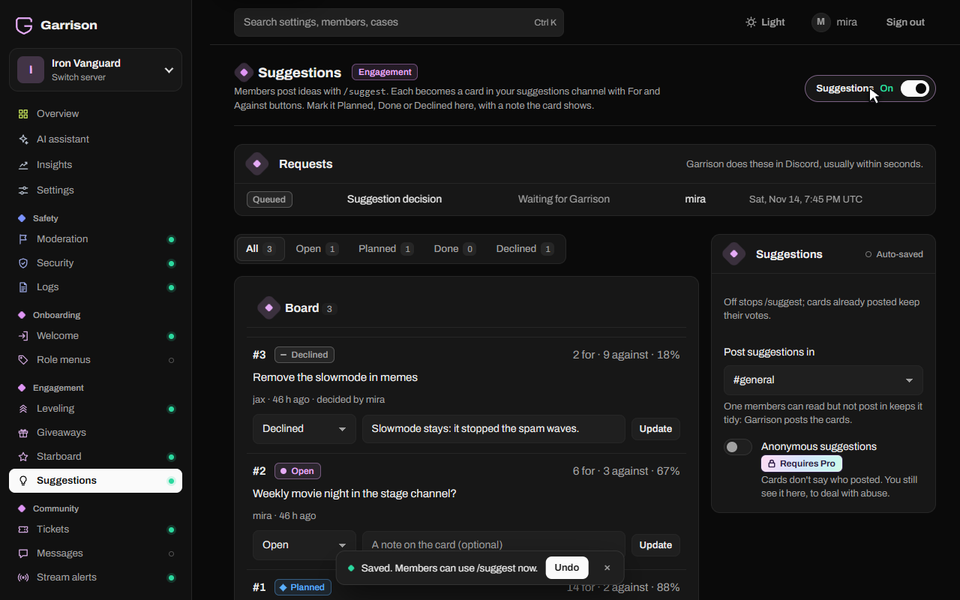 Garrison
Search settings, members, cases
Ctrl K
Light
M
mira
Sign out
I
Iron Vanguard
Switch server
Overview
AI assistant
Insights
Settings
Safety
Moderation
Security
Logs
Onboarding
Welcome
Role menus
Engagement
Leveling
Giveaways
Starboard
Suggestions
Community
Tickets
Messages
Stream alerts
Suggestions
Engagement
Members post ideas with /suggest. Each becomes a card in your suggestions channel with For and
Against buttons. Mark it Planned, Done or Declined here, with a note the card shows.
Suggestions On
Requests
Garrison does these in Discord, usually within seconds.
Queued
Suggestion decision
Waiting for Garrison
mira
Sat, Nov 14, 7:45 PM UTC
All 3
Open 1
Planned 1
Done 0
Declined 1
Board 3
#3
Declined
2 for · 9 against · 18%
Remove the slowmode in memes
jax · 46 h ago · decided by mira
Declined
Slowmode stays: it stopped the spam waves.
Update
#2
Open
6 for · 3 against · 67%
Weekly movie night in the stage channel?
mira · 46 h ago
Open
A note on the card (optional)
Update
#1
Planned
14 for · 2 against · 88%
Saved. Members can use /suggest now.
Undo
×
Suggestions
Auto-saved
Off stops /suggest; cards already posted keep
their votes.
Post suggestions in
#general
One members can read but not post in keeps it
tidy: Garrison posts the cards.
Anonymous suggestions
Requires Pro
Cards don't say who posted. You still
see it here, to deal with abuse.